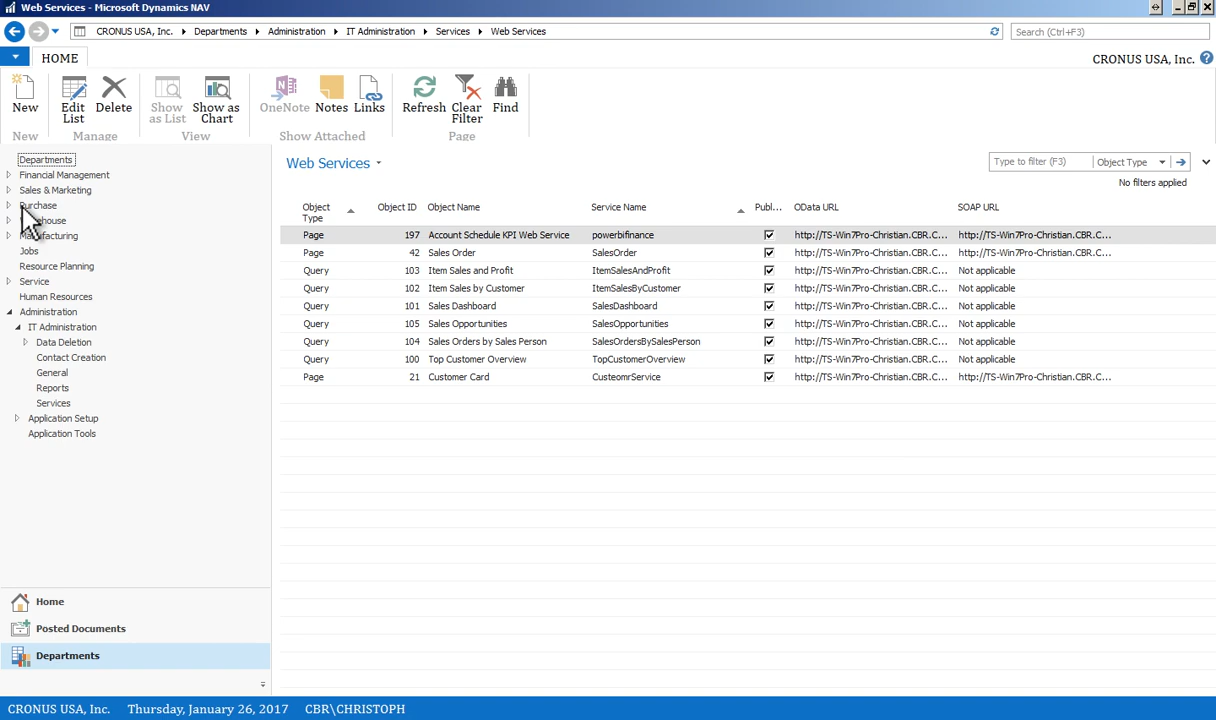 Web Services - Microsoft Dynamics NAV
CRONUS USA, Inc. Departments Administration IT Administration Services Web Services
Search (Ctrl+F3)
HOME
CRONUS USA, Inc.
New Edit List Delete Show as List Show as Chart OneNote Notes Links Refresh Clear Filter Find
New Manage View Show Attached Page
Departments
Financial Management
Sales & Marketing
Purchase
Manufacturing
Jobs
Resource Planning
Service
Human Resources
Administration
IT Administration
Data Deletion
Contact Creation
General
Reports
Services
Application Setup
Application Tools
Home
Posted Documents
Departments
Web Services
Type to filter (F3) Object Type
No filters applied
Object Type Object ID Object Name Service Name Publ... OData URL SOAP URL
Page 197 Account Schedule KPI Web Service powerbifinance http://TS-Win7Pro-Christian.CBR.C... http://TS-Win7Pro-Christian.CBR.C...
Page 42 Sales Order SalesOrder http://TS-Win7Pro-Christian.CBR.C... http://TS-Win7Pro-Christian.CBR.C...
Query 103 Item Sales and Profit ItemSalesAndProfit http://TS-Win7Pro-Christian.CBR.C... Not applicable
Query 102 Item Sales by Customer ItemSalesByCustomer http://TS-Win7Pro-Christian.CBR.C... Not applicable
Query 101 Sales Dashboard SalesDashboard http://TS-Win7Pro-Christian.CBR.C... Not applicable
Query 105 Sales Opportunities SalesOpportunities http://TS-Win7Pro-Christian.CBR.C... Not applicable
Query 104 Sales Orders by Sales Person SalesOrdersBySalesPerson http://TS-Win7Pro-Christian.CBR.C... Not applicable
Query 100 Top Customer Overview TopCustomerOverview http://TS-Win7Pro-Christian.CBR.C... Not applicable
Page 21 Customer Card CusteomrService http://TS-Win7Pro-Christian.CBR.C... http://TS-Win7Pro-Christian.CBR.C...
CRONUS USA, Inc. Thursday, January 26, 2017 CBR\CHRISTOPH